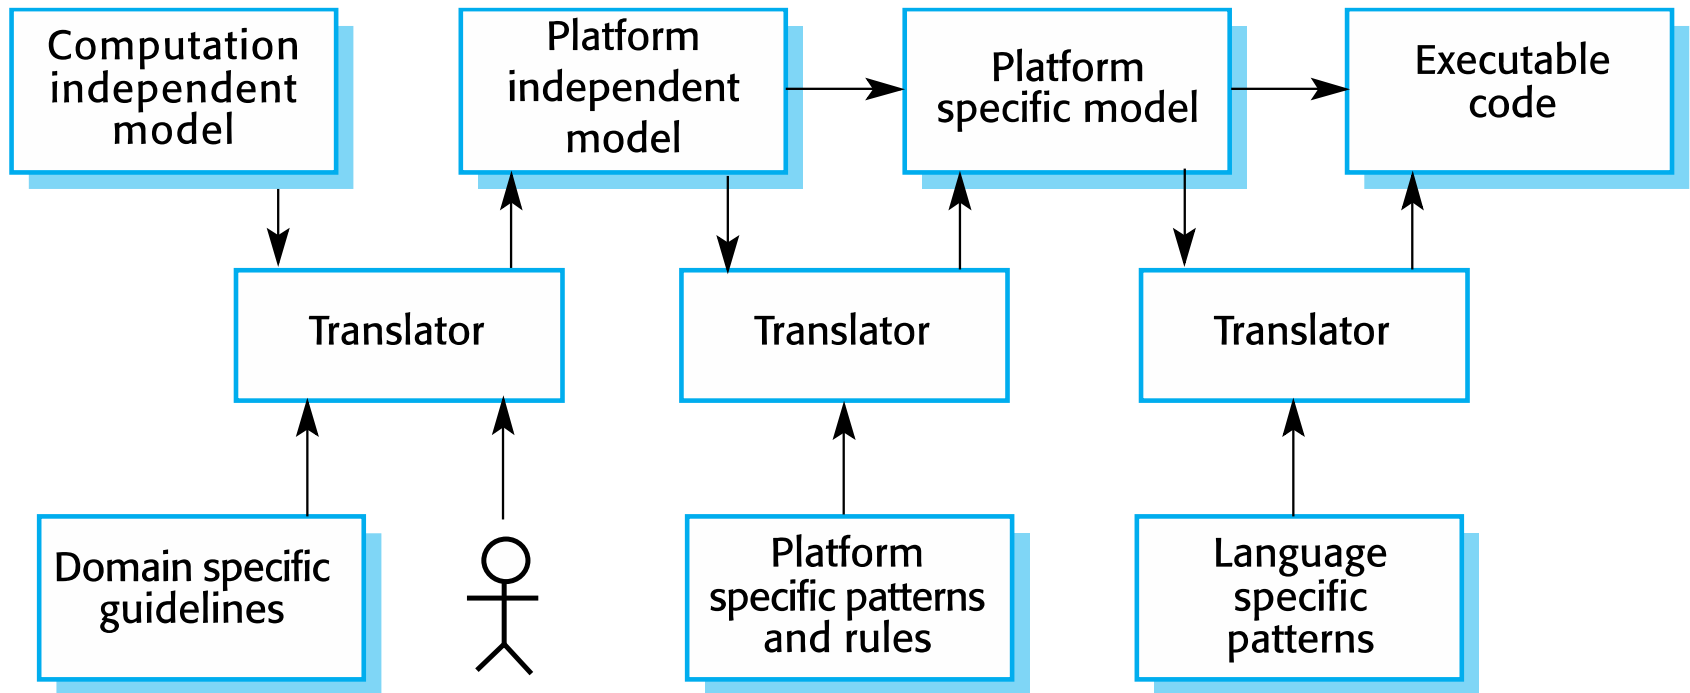 Computation
independent
model
Platform
independent
model
Platform
specific model
Executable
code
Translator
Translator
Translator
Domain specific
guidelines
Platform
specific patterns
and rules
Language
specific
patterns